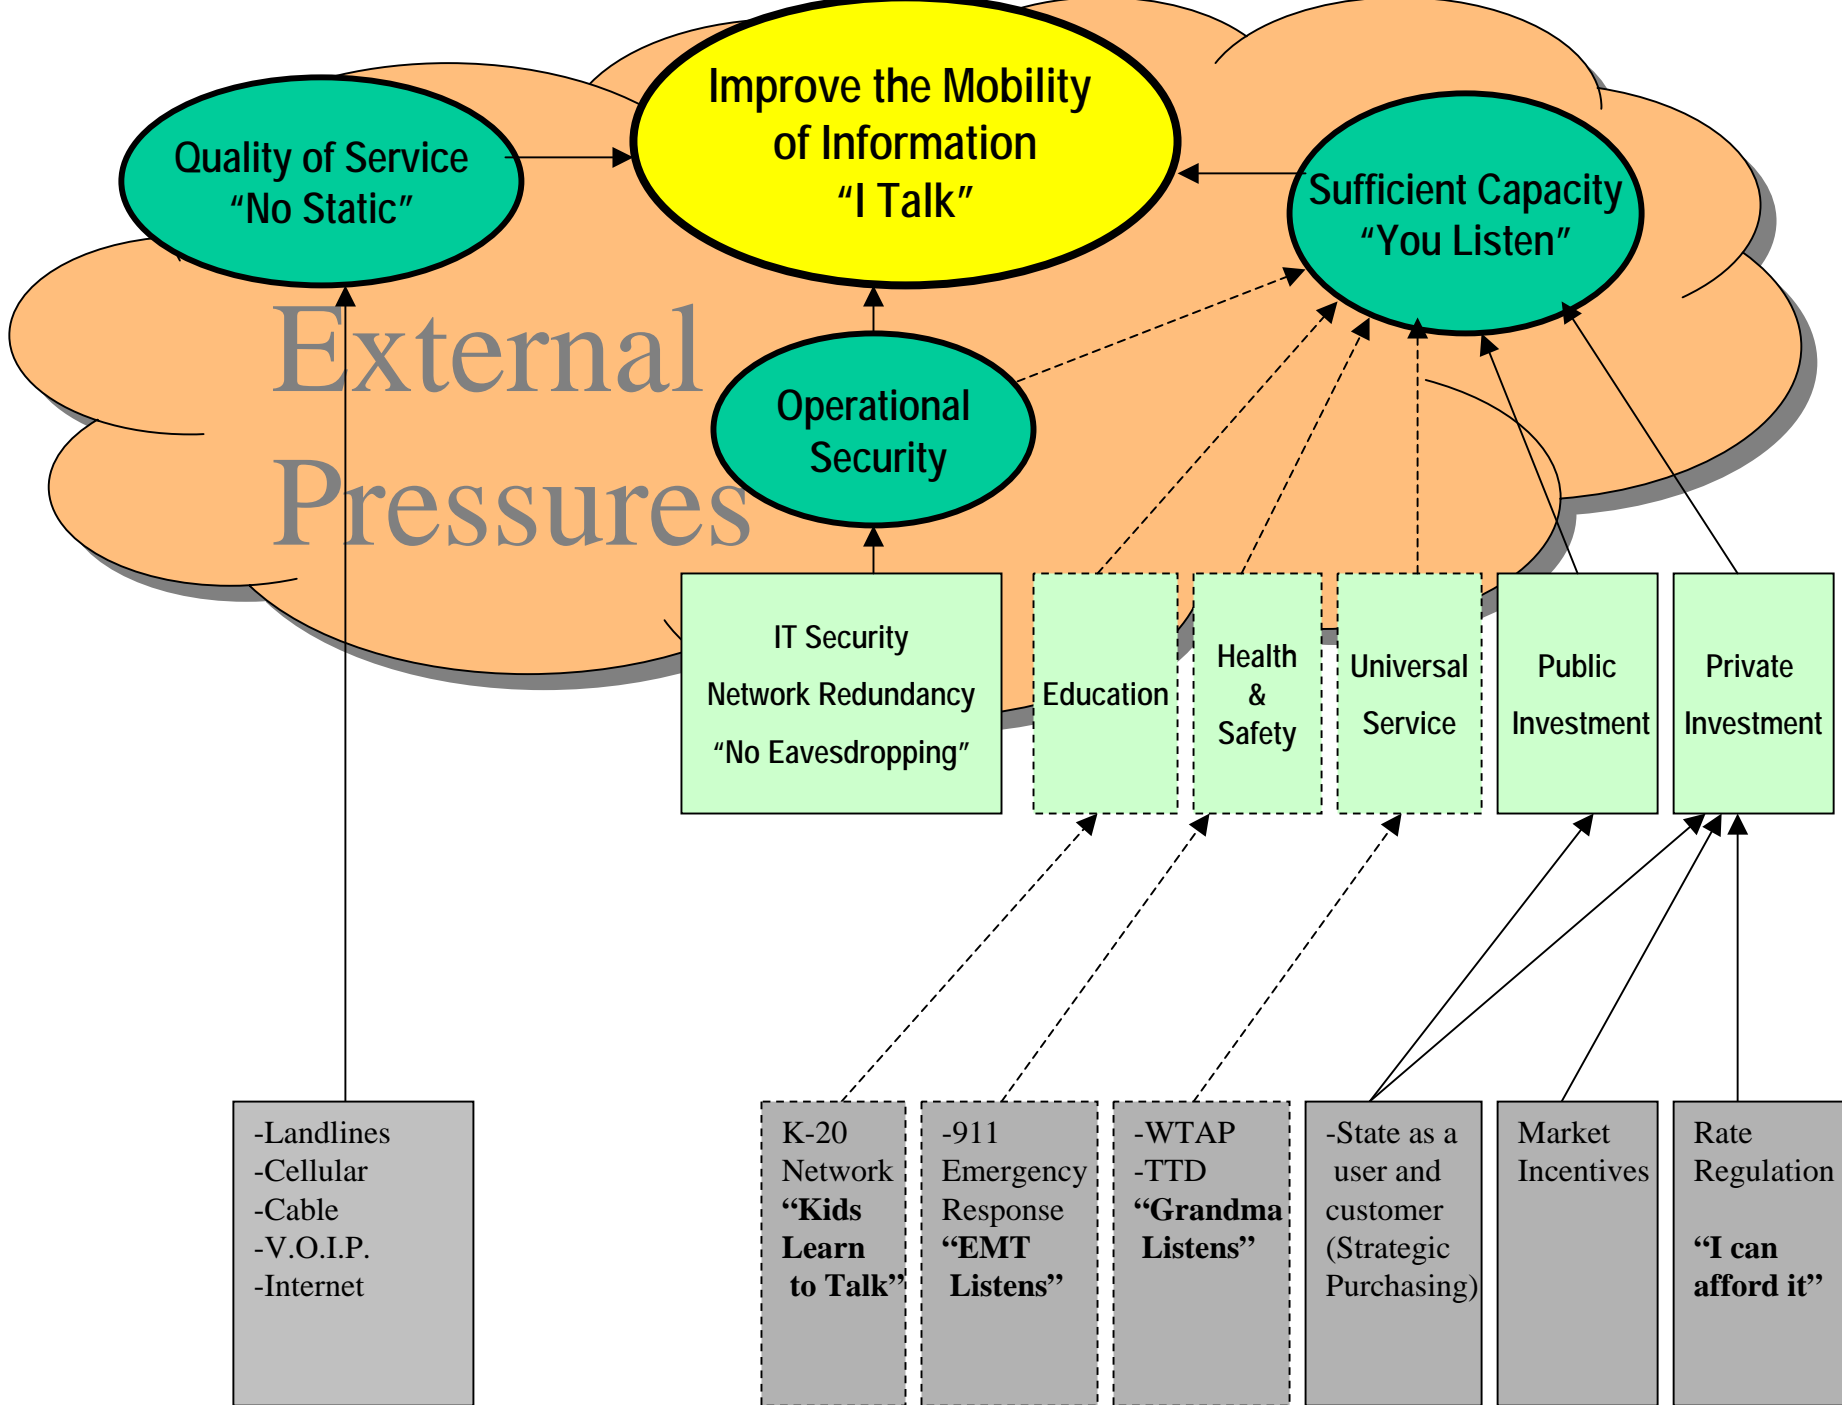 Improve the Mobility
of Information
“I Talk”
Quality of Service
“No Static”
Sufficient Capacity
“You Listen”
External
Pressures
Operational
Security
IT Security
Network Redundancy
“No Eavesdropping”
Education
Health
&
Safety
Universal
Service
Public
Investment
Private
Investment
-Landlines
-Cellular
-Cable
-V.O.I.P.
-Internet
K-20
Network
“Kids
Learn
to Talk”
-911
Emergency
Response
“EMT
Listens”
-WTAP
-TTD
“Grandma
Listens”
-State as a
user and
customer
(Strategic
Purchasing)
Market
Incentives
Rate
Regulation
“I can
afford it”